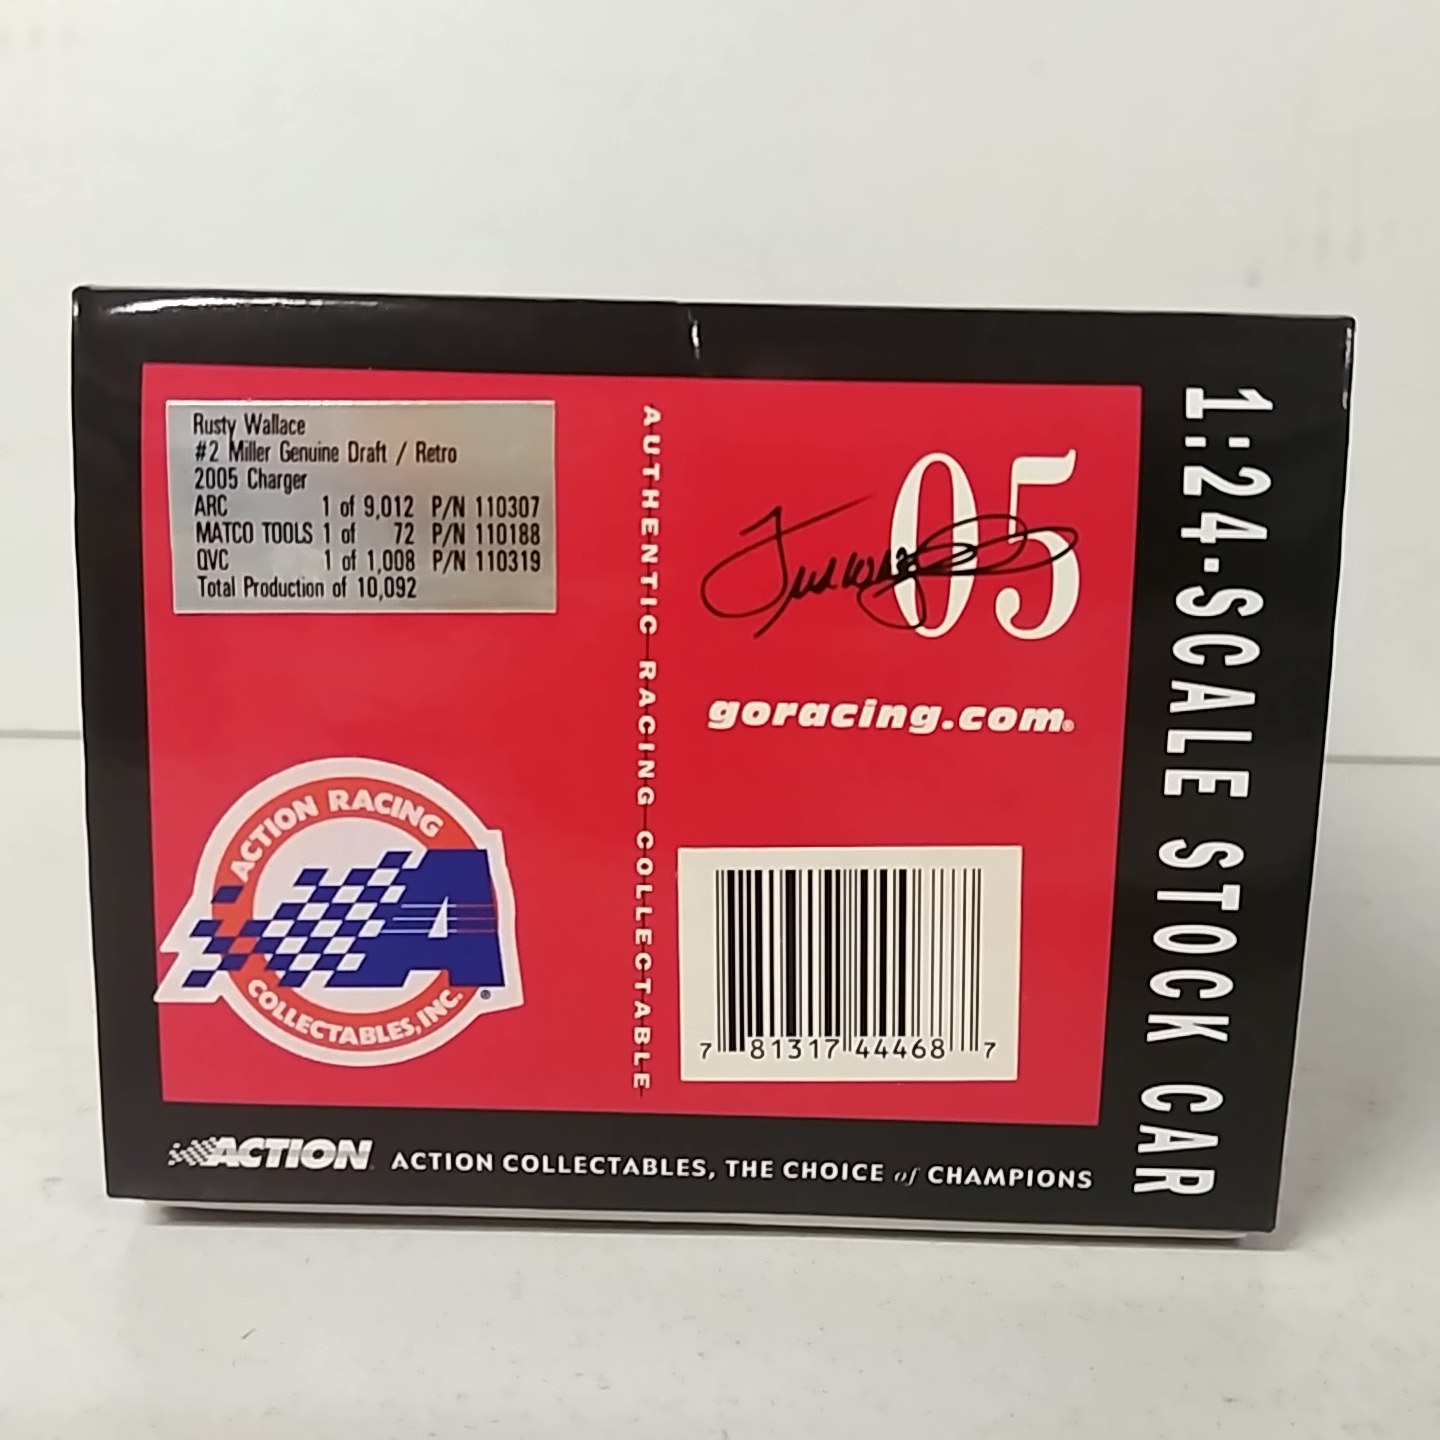 Rusty Wallace
#2 Miller Genuine Draft / Retro
2005 Charger
ARC 1 of 9,012 P/N 110307
MATCO TOOLS 1 of 72 P/N 110188
QVC 1 of 1,008 P/N 110319
Total Production of 10,092
ACTION RACING
A
COLLECTABLES, INC.®
AUTHENTIC RACING COLLECTABLE
05
goracing.com®
7 81317 44468 7
1:24-SCALE STOCK CAR
ACTION ACTION COLLECTABLES, THE CHOICE of CHAMPIONS